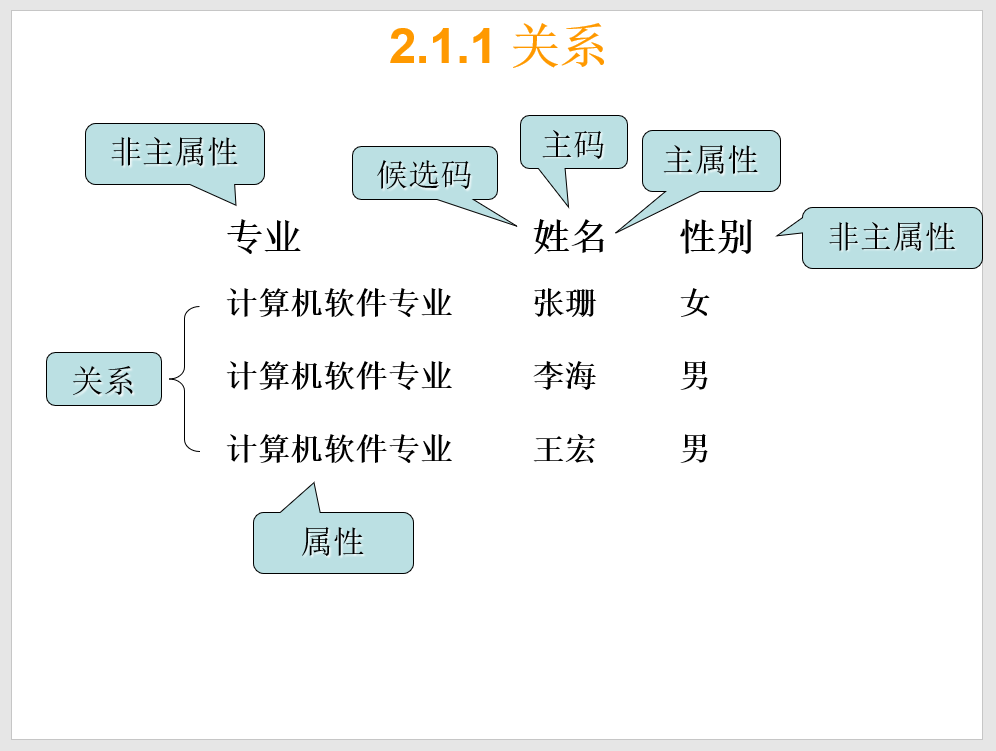 2.1.1 关系
非主属性
候选码
主码
主属性
非主属性
专业 姓名 性别
计算机软件专业 张珊 女
关系
计算机软件专业 李海 男
计算机软件专业 王宏 男
属性